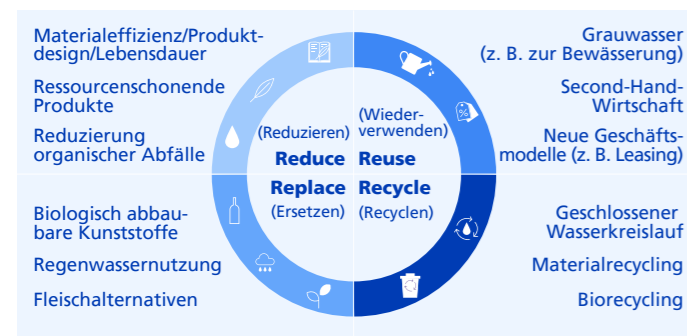 Materialeffizienz/Produkt-
design/Lebensdauer
Ressourcenschonende
Produkte
Reduzierung
organischer Abfälle
(Reduzieren)
Reduce
Grauwasser
(z. B. zur Bewässerung)
Second-Hand-
Wirtschaft
Neue Geschäfts-
modelle (z. B. Leasing)
(Wieder-
verwenden)
Reuse
Replace
(Ersetzen)
Biologisch abbau-
bare Kunststoffe
Regenwassernutzung
Fleischalternativen
Recycle
(Recyclen)
Geschlossener
Wasserkreislauf
Materialrecycling
Biorecycling
%